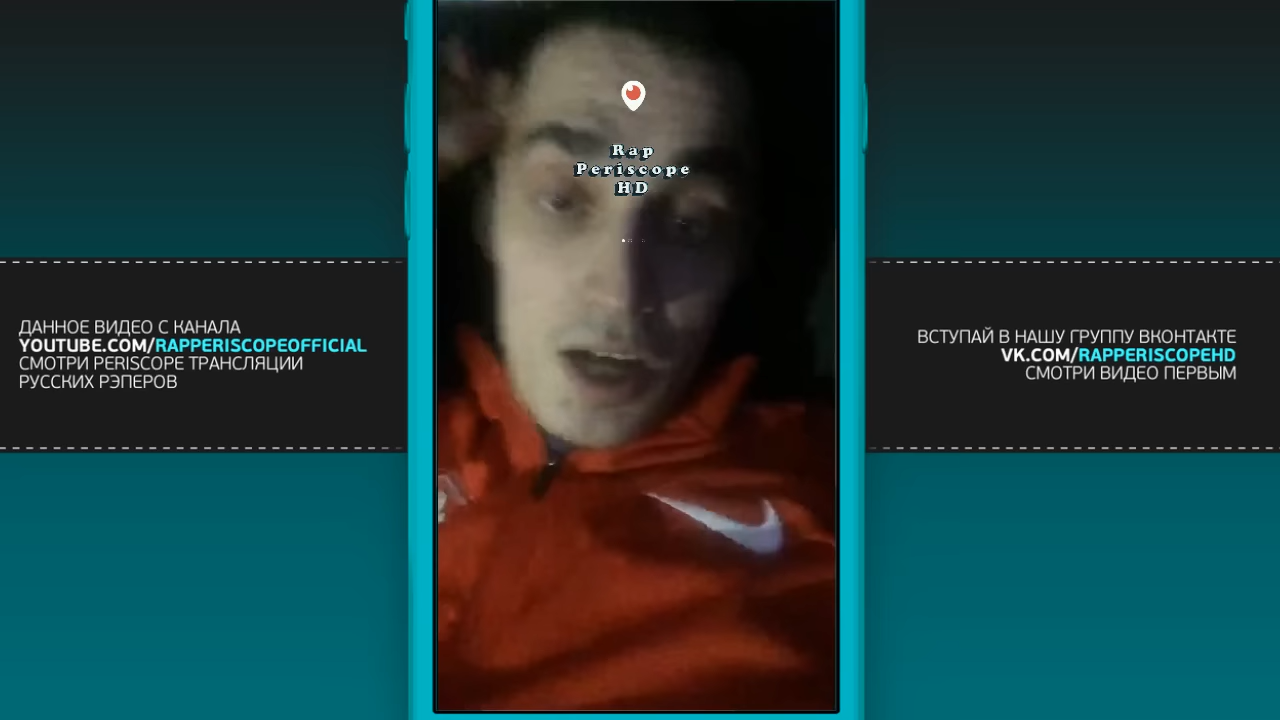 Rap
Periscope
HD
ДАННОЕ ВИДЕО С КАНАЛА
YOUTUBE.COM/RAPPERISCOPEOFFICIAL
СМОТРИ PERISCOPE ТРАНСЛЯЦИИ
РУССКИХ РЭПЕРОВ
ВСТУПАЙ В НАШУ ГРУППУ ВКОНТАКТЕ
VK.COM/RAPPERISCOPEHD
СМОТРИ ВИДЕО ПЕРВЫМ